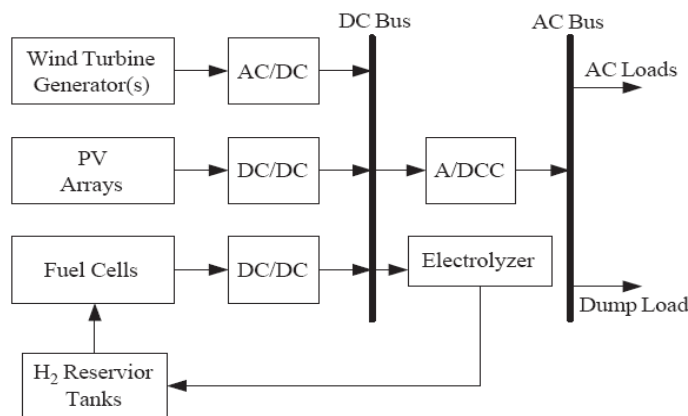 DC Bus
AC Bus
Wind Turbine
Generator(s)
AC/DC
AC Loads
PV
Arrays
DC/DC
A/DCC
Fuel Cells
DC/DC
Electrolyzer
Dump Load
H₂ Reservior
Tanks